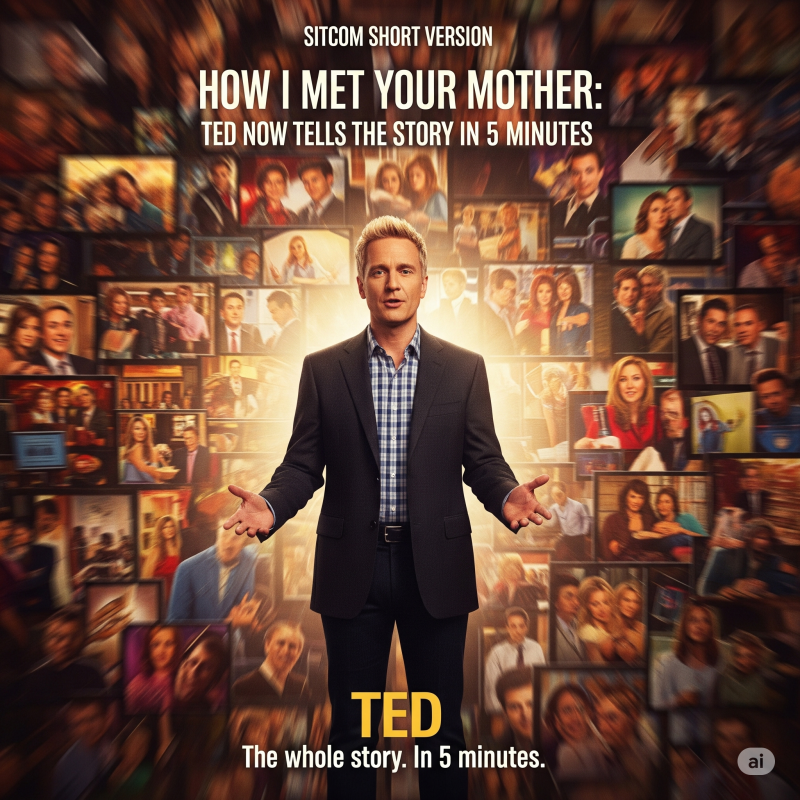 SITCOM SHORT VERSION
HOW I MET YOUR MOTHER:
TED NOW TELLS THE STORY IN 5 MINUTES
TED
The whole story. In 5 minutes.
ai